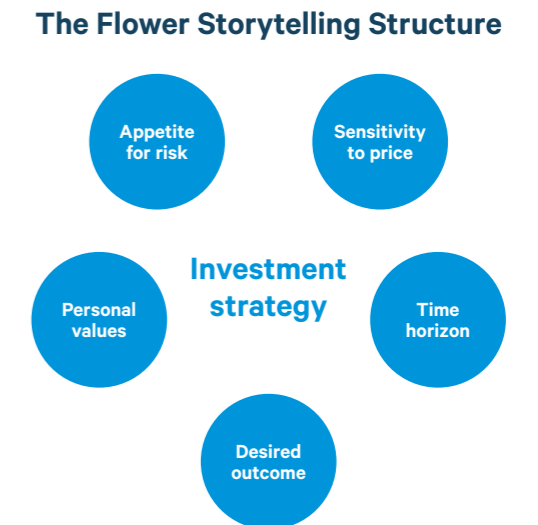 The Flower Storytelling Structure
Appetite
for risk
Sensitivity
to price
Investment
strategy
Personal
values
Time
horizon
Desired
outcome